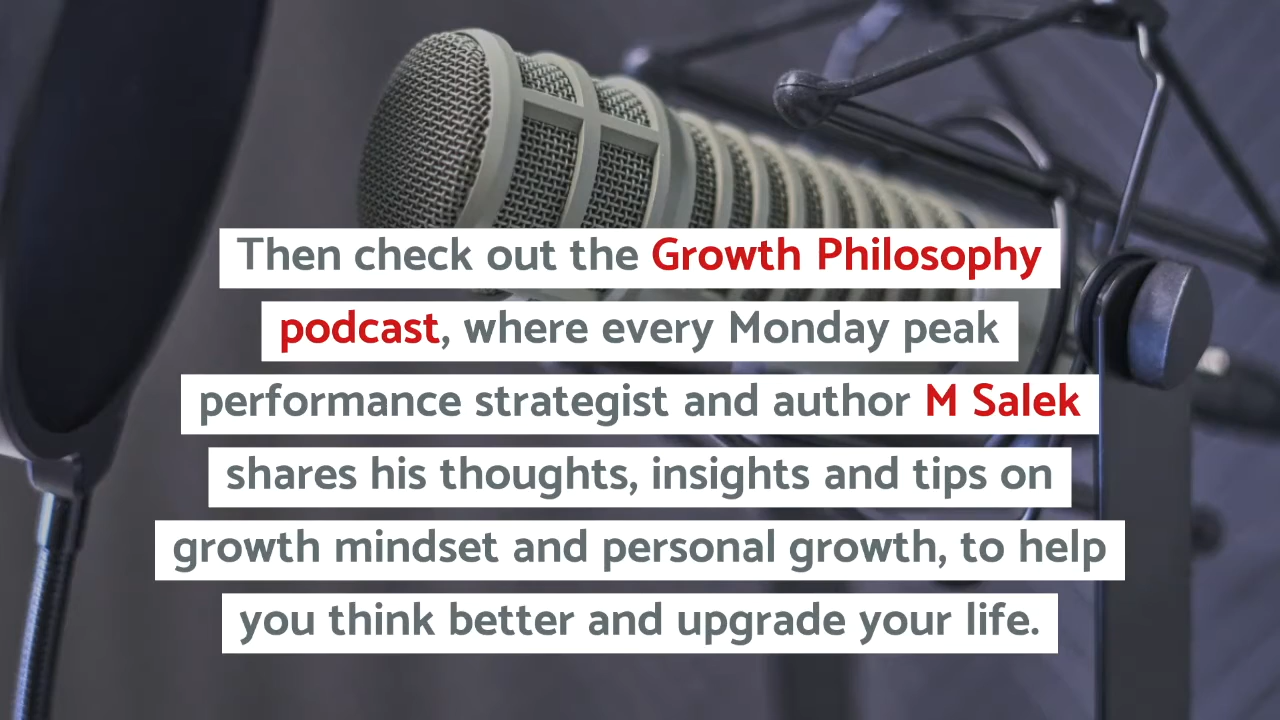 Then check out the Growth Philosophy
podcast, where every Monday peak
performance strategist and author M Salek
shares his thoughts, insights and tips on
growth mindset and personal growth, to help
you think better and upgrade your life.